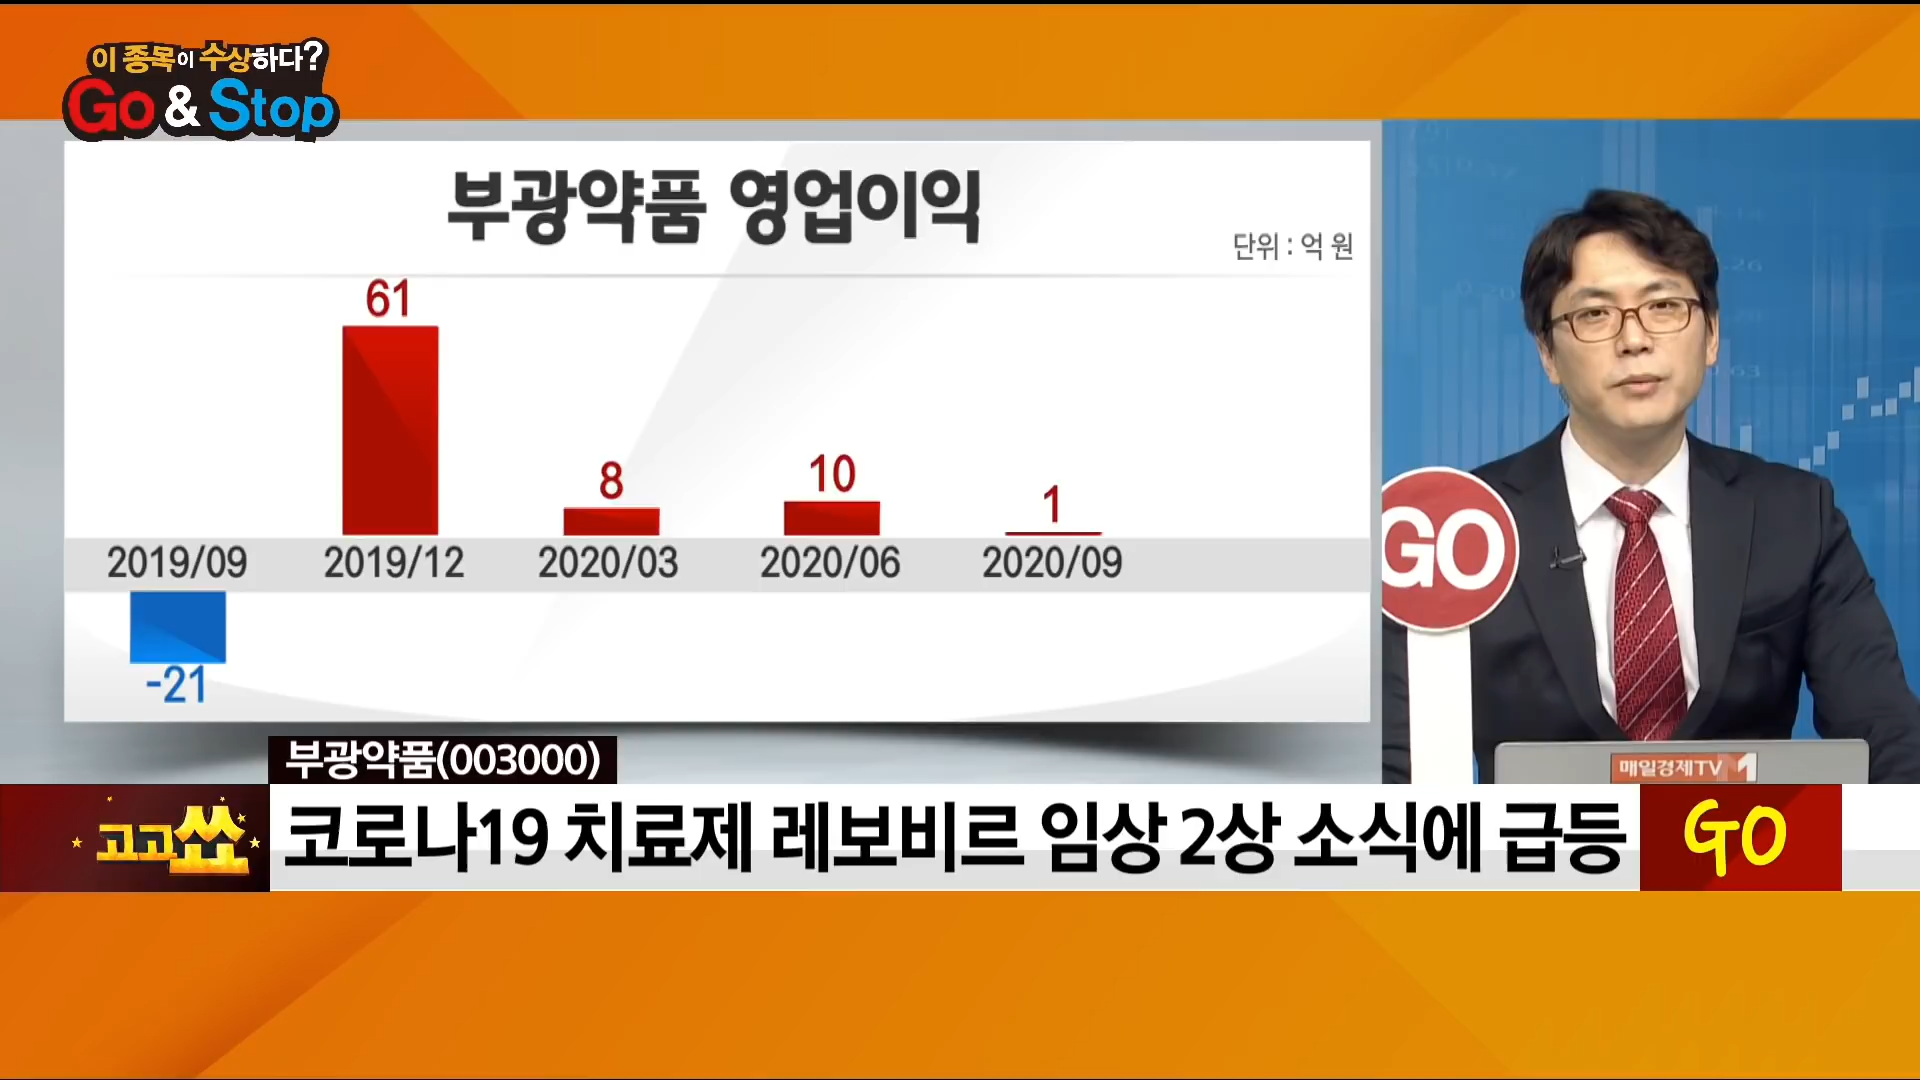 이 종목이 수상하다?
Go & Stop
부광약품 영업이익
단위 : 억 원
61
8
10
1
2019/09
2019/12
2020/03
2020/06
2020/09
-21
GO
매일경제TV M
부광약품(003000)
고고쑈
코로나19 치료제 레보비르 임상 2상 소식에 급등
GO